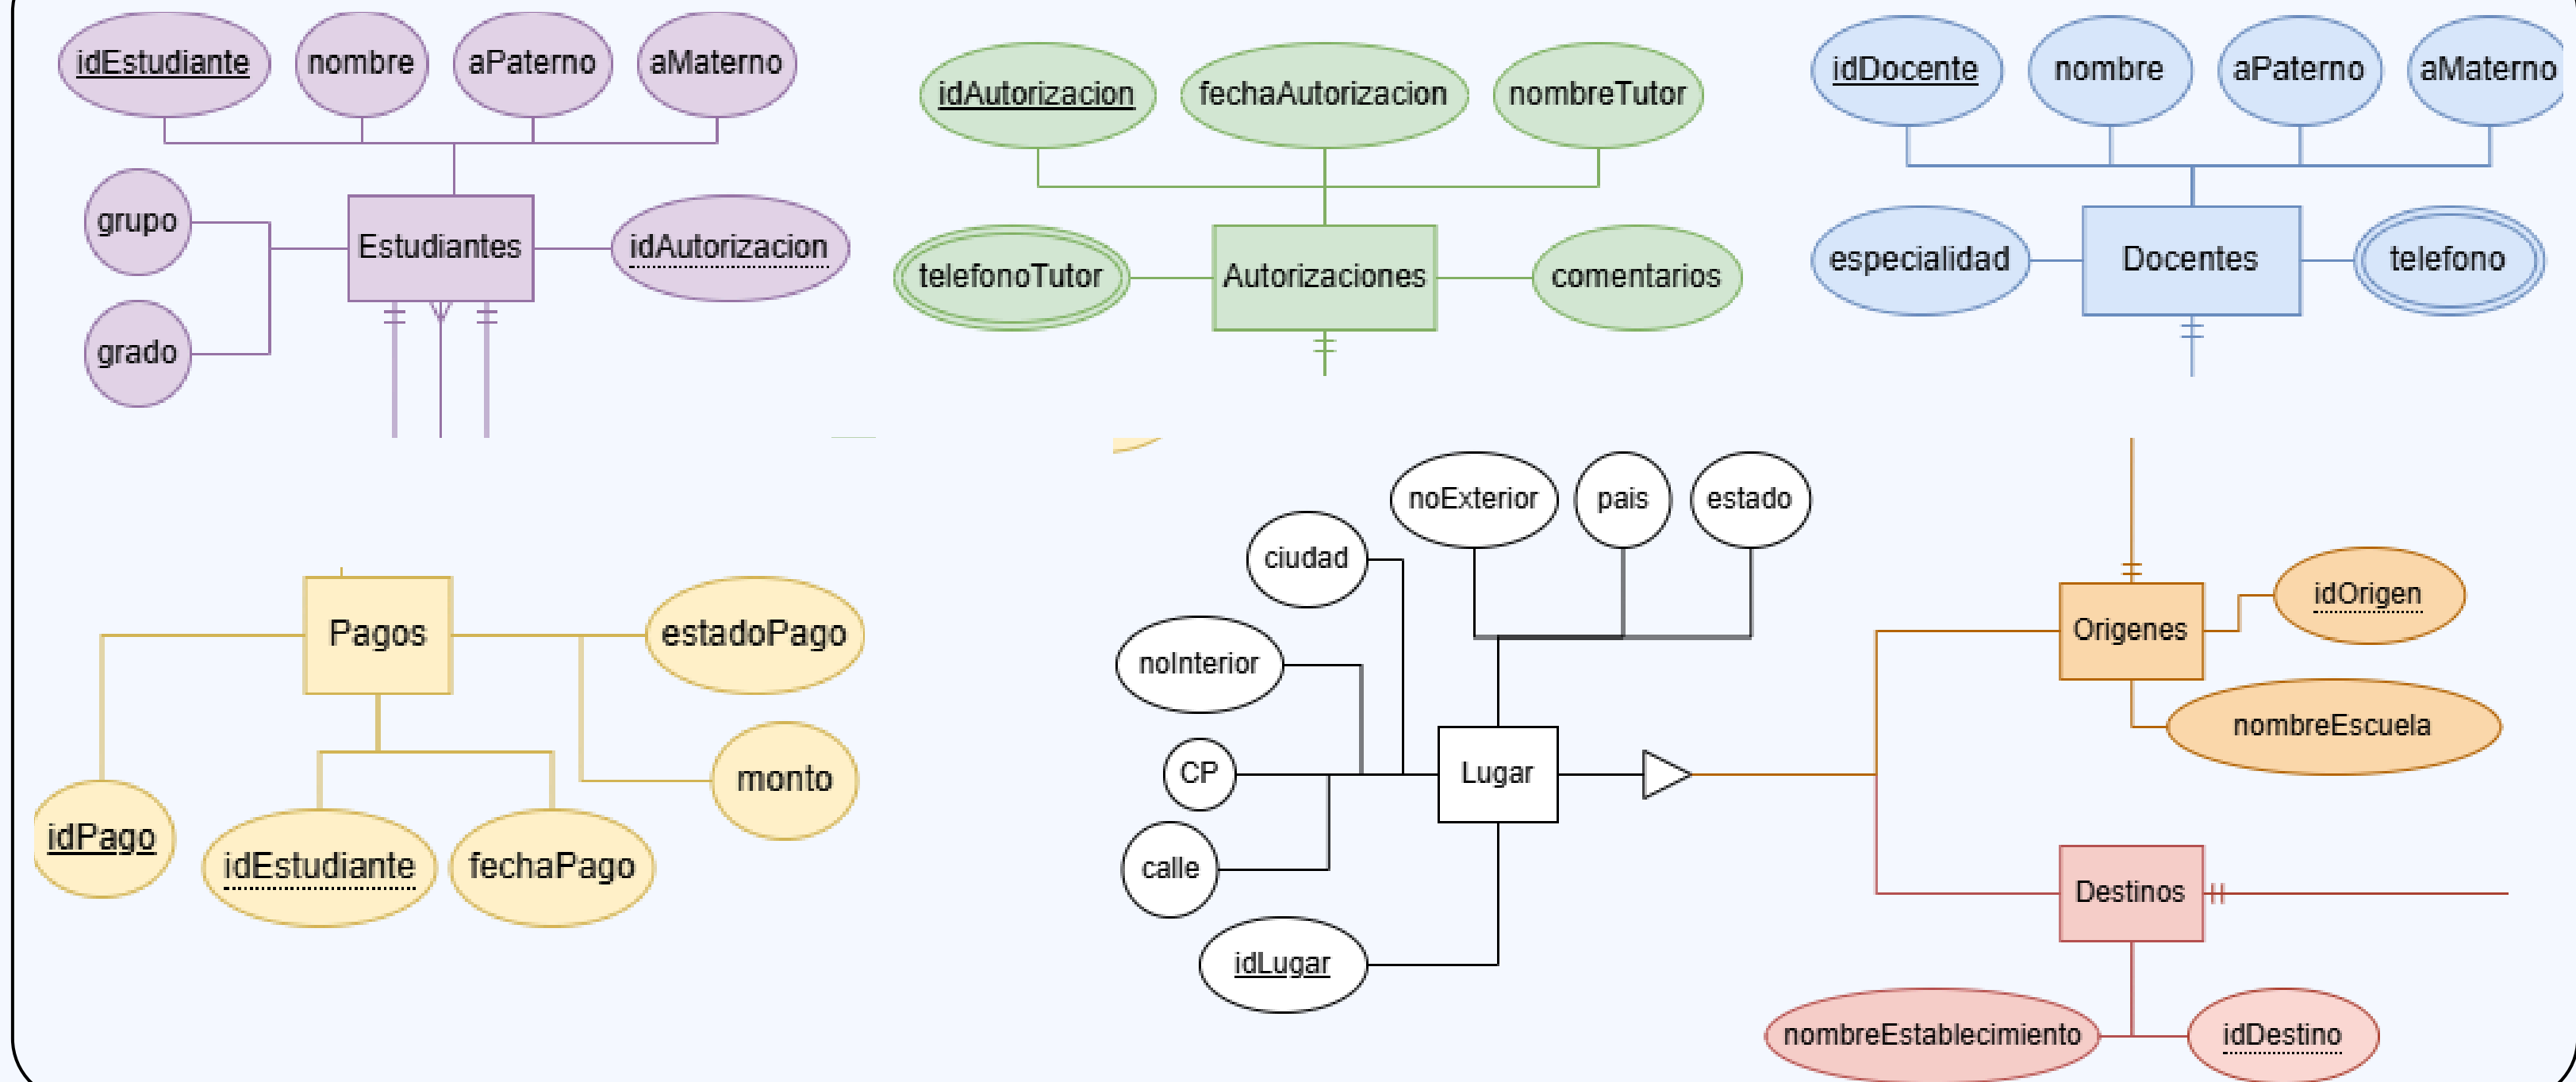 idEstudiante
nombre
aPaterno
aMaterno
grupo
Estudiantes
idAutorizacion
grado
idAutorizacion
fechaAutorizacion
nombreTutor
telefonoTutor
Autorizaciones
comentarios
idDocente
nombre
aPaterno
aMaterno
especialidad
Docentes
telefono
Pagos
estadoPago
monto
idPago
idEstudiante
fechaPago
noExterior
pais
estado
ciudad
noInterior
CP
Lugar
calle
idLugar
Origenes
idOrigen
nombreEscuela
Destinos
nombreEstablecimiento
idDestino